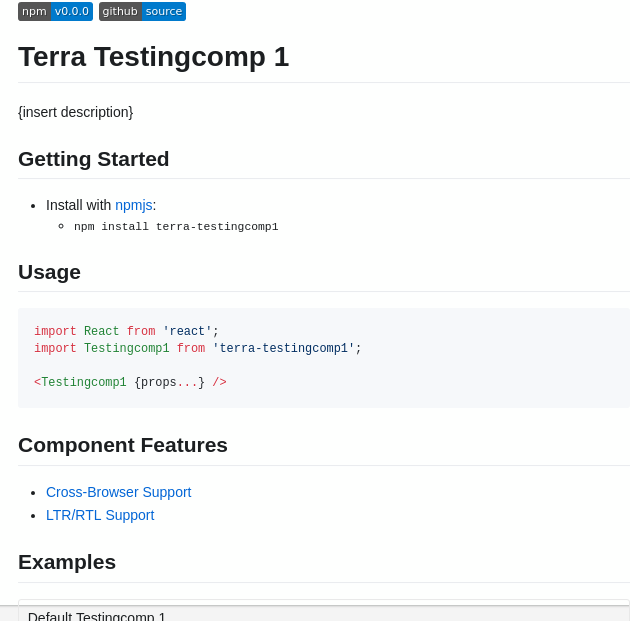 npm v0.0.0 github source
Terra Testingcomp 1
{insert description}
Getting Started
Install with npmjs:
npm install terra-testingcomp1
Usage
import React from 'react';
import Testingcomp1 from 'terra-testingcomp1';
<Testingcomp1 {props...} />
Component Features
Cross-Browser Support
LTR/RTL Support
Examples
Default Testingcomp 1